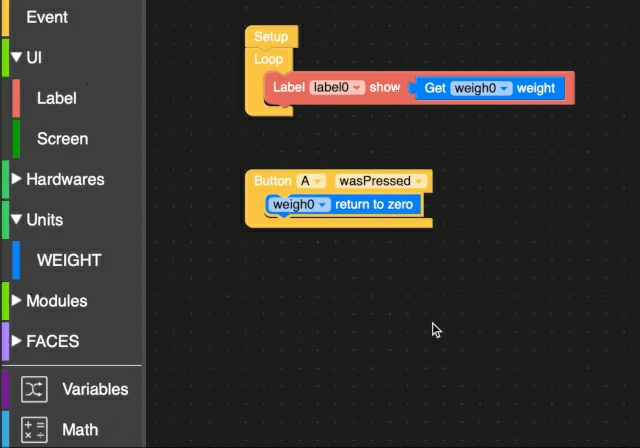 Event
UI
Label
Screen
Hardwares
Units
WEIGHT
Modules
FACES
Variables
Math
Setup
Loop
Label label0 show Get weigh0 weight
Button A wasPressed
weigh0 return to zero